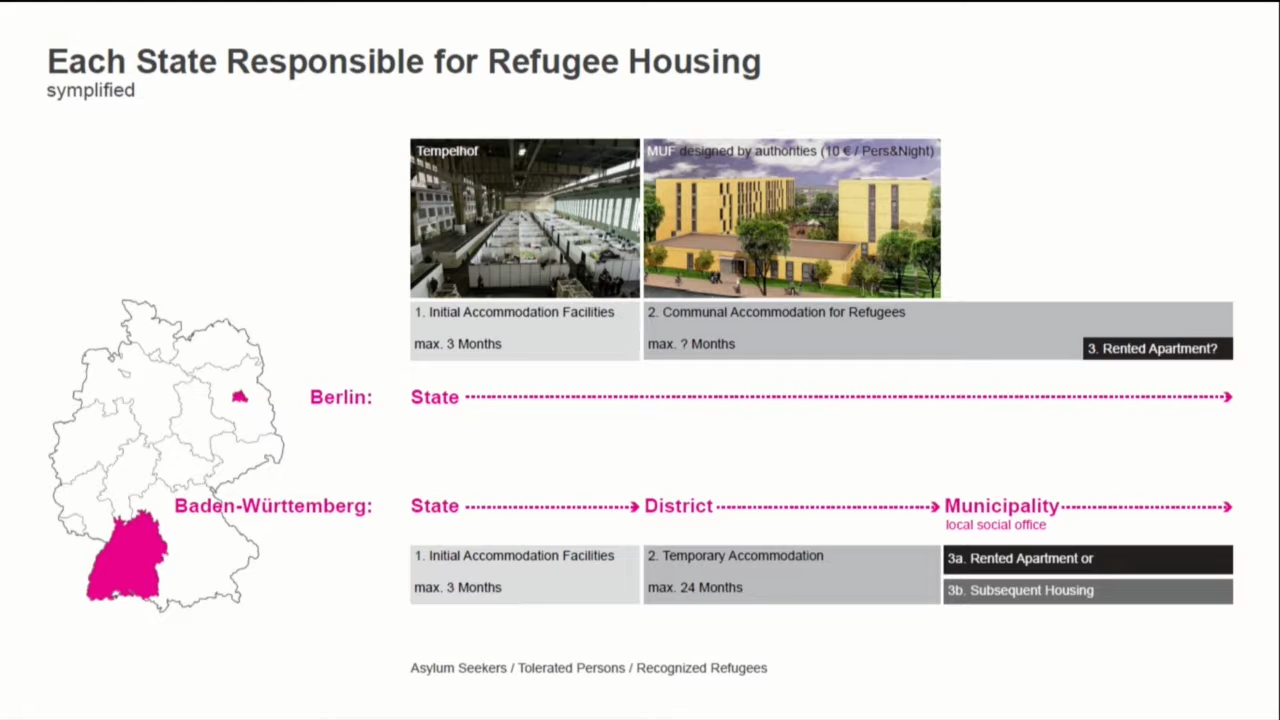 Each State Responsible for Refugee Housing
symplified
Tempelhof
MUF designed by authorities (10 € / Pers&Night)
1. Initial Accommodation Facilities
max. 3 Months
2. Communal Accommodation for Refugees
max. ? Months
3. Rented Apartment?
Berlin:
State
Baden-Württemberg:
State
District
Municipality
local social office
1. Initial Accommodation Facilities
max. 3 Months
2. Temporary Accommodation
max. 24 Months
3a. Rented Apartment or
3b. Subsequent Housing
Asylum Seekers / Tolerated Persons / Recognized Refugees